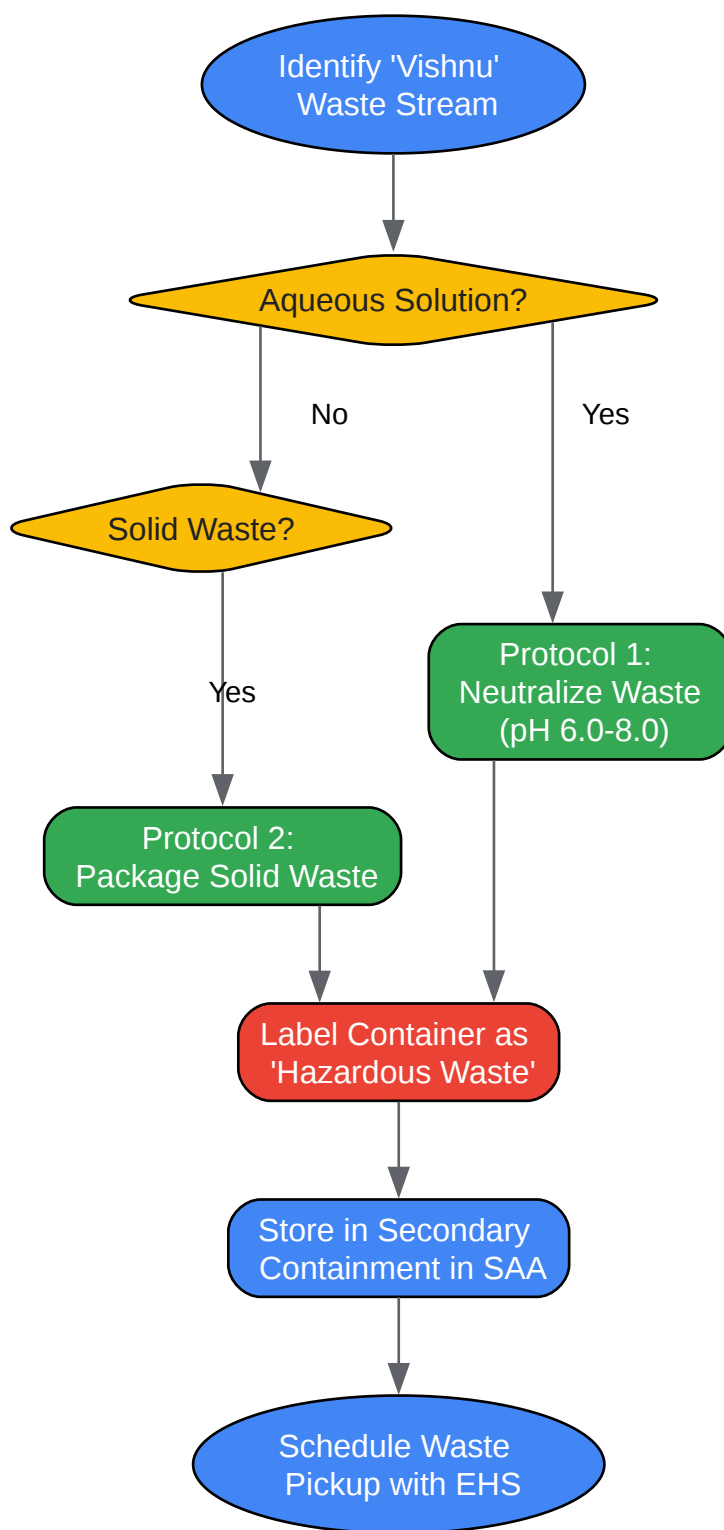 Identify 'Vishnu'
Waste Stream
Aqueous Solution?
No
Yes
Solid Waste?
Protocol 1:
Neutralize Waste
(pH 6.0-8.0)
Yes
Protocol 2:
Package Solid Waste
Label Container as
'Hazardous Waste'
Store in Secondary
Containment in SAA
Schedule Waste
Pickup with EHS